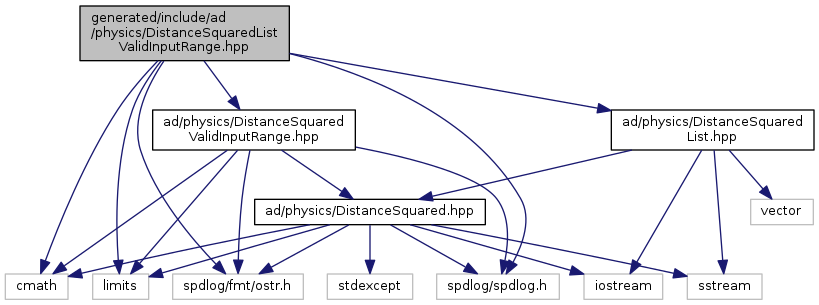 generated/include/ad
/physics/DistanceSquaredList
ValidInputRange.hpp
ad/physics/DistanceSquared
ValidInputRange.hpp
ad/physics/DistanceSquared
List.hpp
ad/physics/DistanceSquared.hpp
vector
cmath
limits
spdlog/fmt/ostr.h
stdexcept
spdlog/spdlog.h
iostream
sstream